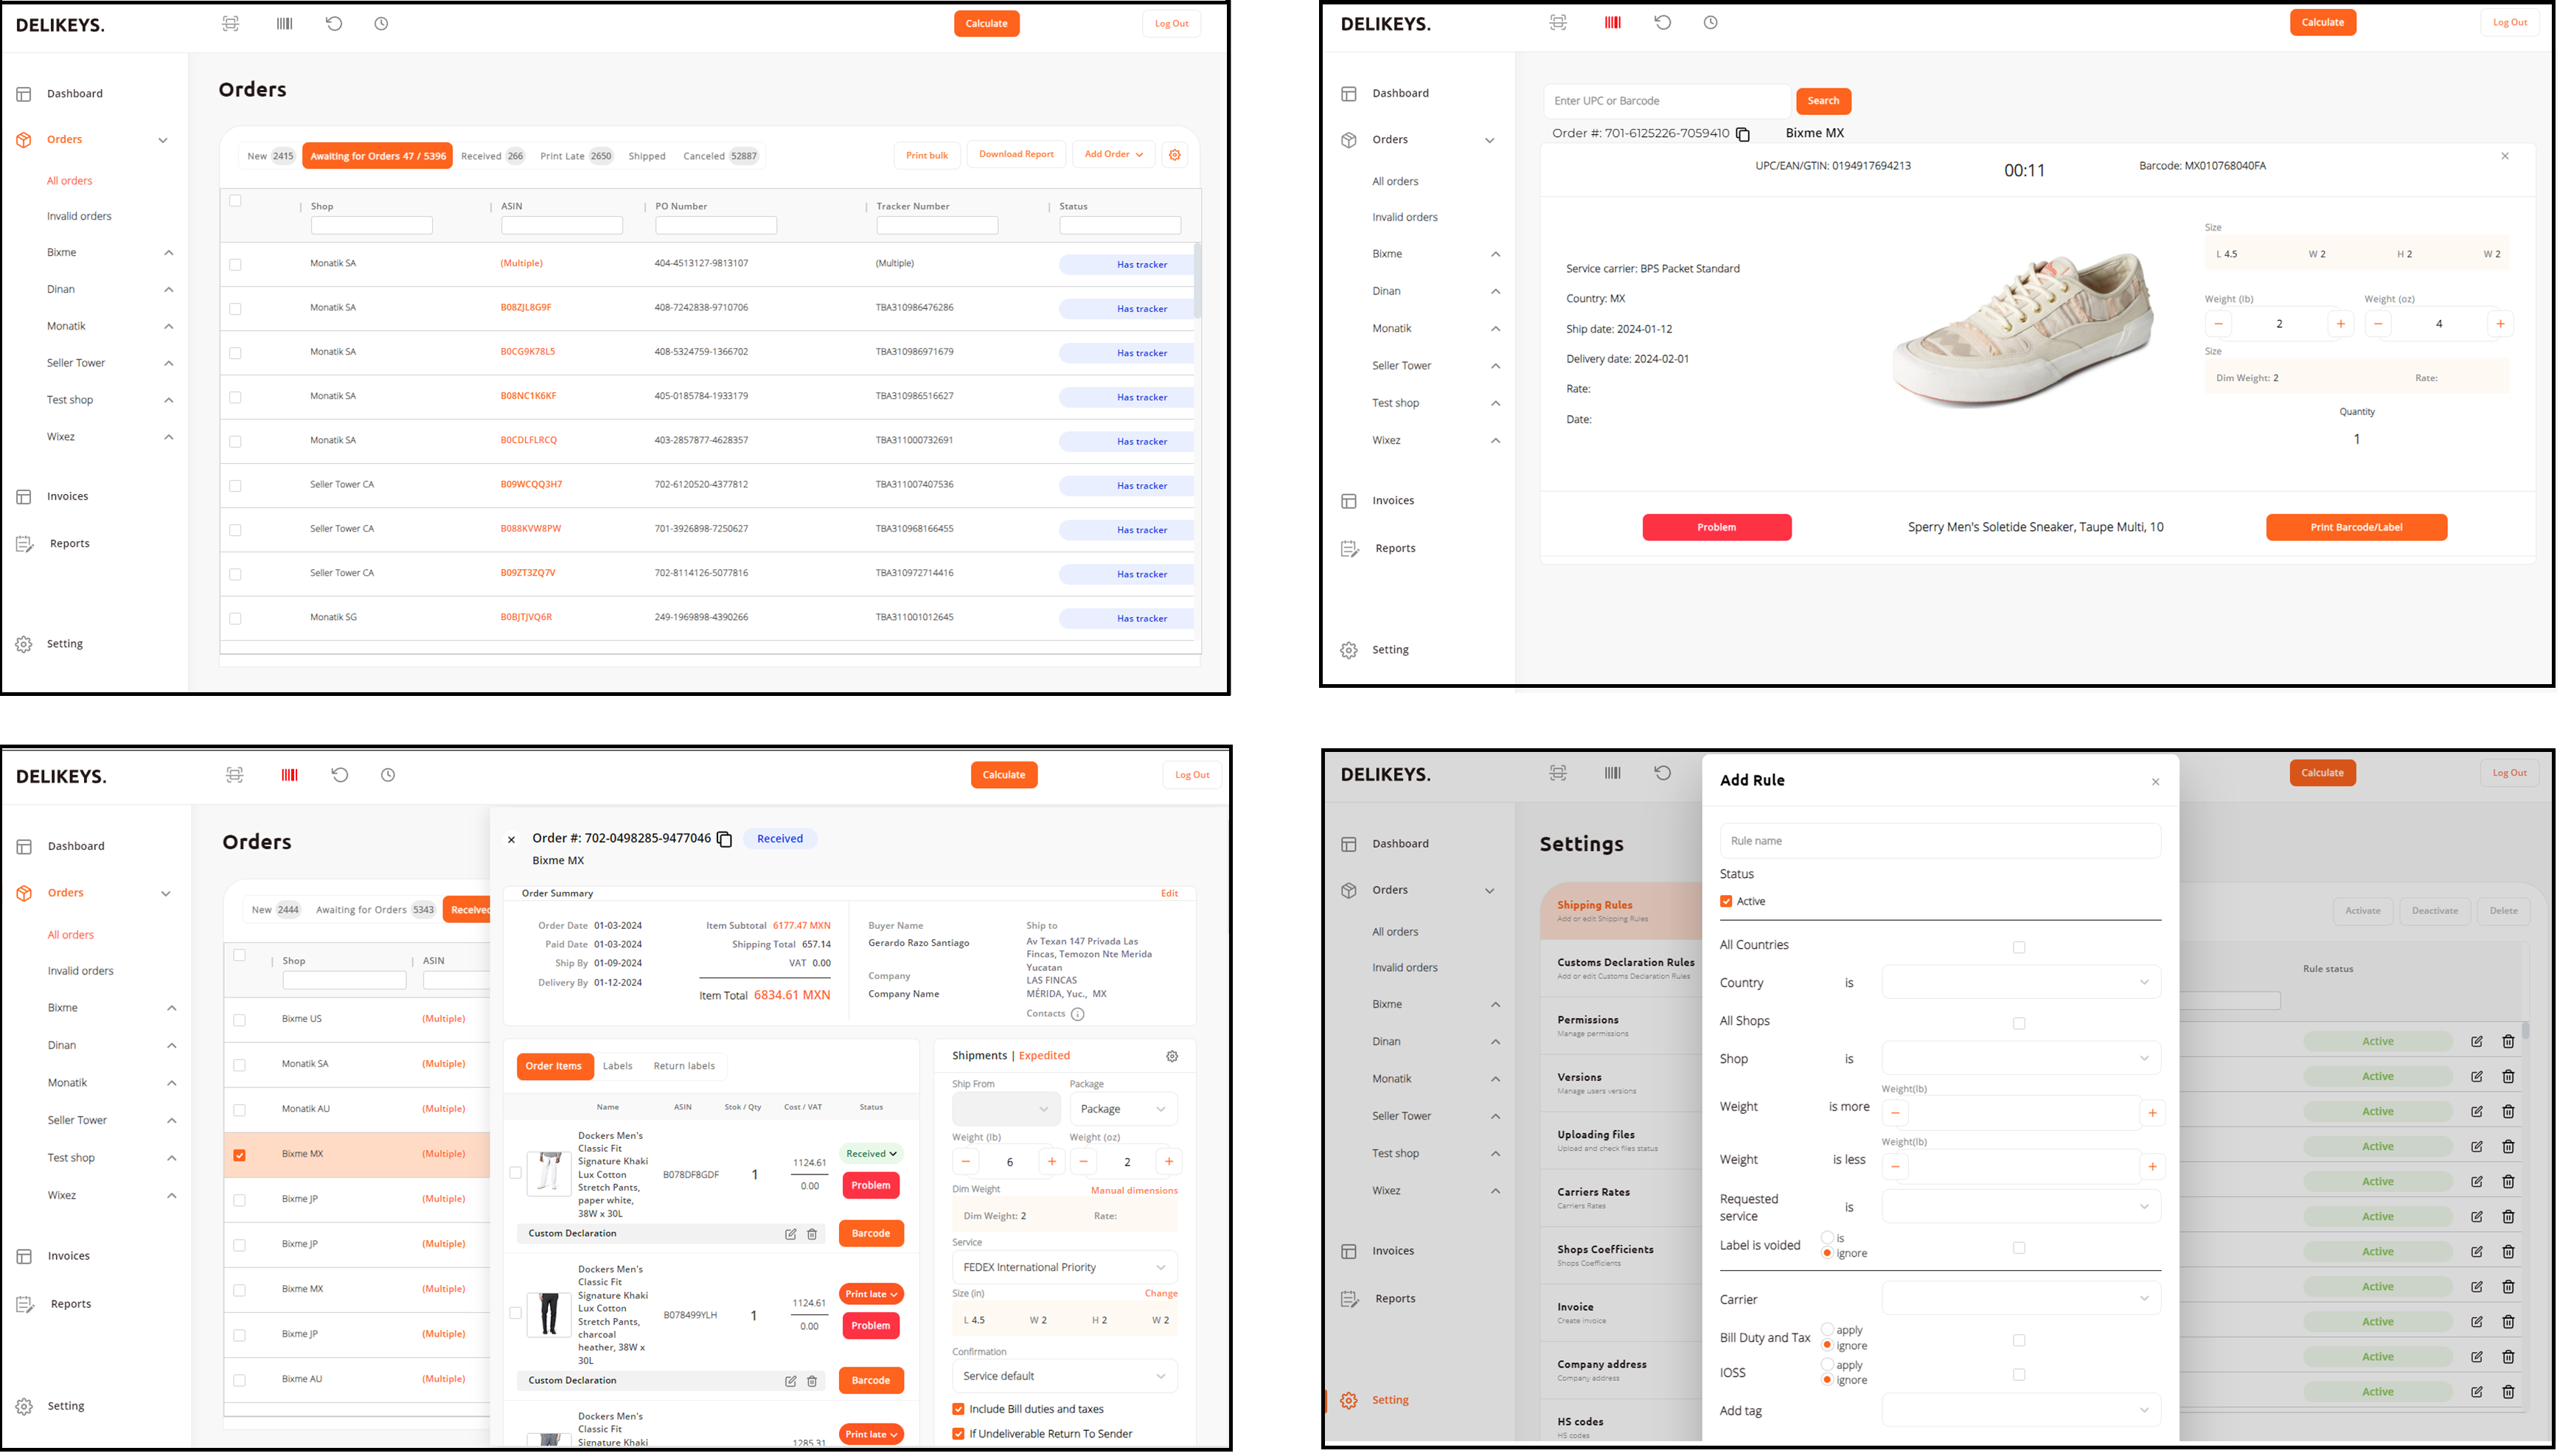 DELIKEYS.
Calculate
Log Out
Dashboard
Orders
All orders
Invalid orders
Bixme
Dinan
Monatik
Seller Tower
Test shop
Wixez
Invoices
Reports
Setting
Orders
New 2415 Awaiting for Orders 47 / 5396 Received 266 Print Late 2650 Shipped Canceled 52887
Print bulk Download Report Add Order
Shop ASIN PO Number Tracker Number Status
Monatik SA (Multiple) 404-4513127-9813107 (Multiple) Has tracker
Monatik SA B08ZJL8G9F 408-7242838-9710706 TBA310986476286 Has tracker
Monatik SA B0CG9K78L5 408-5324759-1366702 TBA310986971679 Has tracker
Monatik SA B08NC1K6KF 405-0185784-1933179 TBA310986516627 Has tracker
Monatik SA B0CDLFLRCQ 403-2857877-4628357 TBA311000732691 Has tracker
Seller Tower CA B09WCQQ3H7 702-6120520-4377812 TBA311007407536 Has tracker
Seller Tower CA B088KVW8PW 701-3926898-7250627 TBA310968166455 Has tracker
Seller Tower CA B09ZT3ZQ7V 702-8114126-5077816 TBA310972714416 Has tracker
Monatik SG B0BJTJVQ6R 249-1969898-4390266 TBA311001012645 Has tracker
DELIKEYS.
Calculate
Log Out
Dashboard
Orders
All orders
Invalid orders
Bixme
Dinan
Monatik
Seller Tower
Test shop
Wixez
Invoices
Reports
Setting
Enter UPC or Barcode Search
Order #: 701-6125226-7059410 Bixme MX
UPC/EAN/GTIN: 0194917694213 00:11 Barcode: MX010768040FA
Service carrier: BPS Packet Standard
Country: MX
Ship date: 2024-01-12
Delivery date: 2024-02-01
Rate:
Date:
Size
L 4.5 W 2 H 2 W 2
Weight (lb) Weight (oz)
− 2 + − 4 +
Size
Dim Weight: 2 Rate:
Quantity
1
Problem Sperry Men's Soletide Sneaker, Taupe Multi, 10 Print Barcode/Label
DELIKEYS.
Calculate
Log Out
Dashboard
Orders
All orders
Invalid orders
Bixme
Dinan
Monatik
Seller Tower
Test shop
Wixez
Invoices
Reports
Setting
Orders
New 2444 Awaiting for Orders 5343 Received
Shop ASIN
Bixme US (Multiple)
Monatik SA (Multiple)
Monatik AU (Multiple)
Bixme MX (Multiple)
Bixme JP (Multiple)
Bixme JP (Multiple)
Bixme MX (Multiple)
Bixme JP (Multiple)
Bixme AU (Multiple)
Order #: 702-0498285-9477046 Received
Bixme MX
Order Summary Edit
Order Date 01-03-2024
Paid Date 01-03-2024
Ship By 01-09-2024
Delivery By 01-12-2024
Item Subtotal 6177.47 MXN
Shipping Total 657.14
VAT 0.00
Item Total 6834.61 MXN
Buyer Name
Gerardo Razo Santiago
Company
Company Name
Ship to
Av Texan 147 Privada Las
Fincas, Temozon Nte Merida
Yucatan
LAS FINCAS
MÉRIDA, Yuc., MX
Contacts
Order Items Labels Return labels
Name ASIN Stok / Qty Cost / VAT Status
Dockers Men's
Classic Fit
Signature Khaki
Lux Cotton
Stretch Pants,
paper white,
38W x 30L
B078DF8GDF 1 1124.61
0.00
Received
Problem
Custom Declaration Barcode
Dockers Men's
Classic Fit
Signature Khaki
Lux Cotton
Stretch Pants,
charcoal
heather, 38W x
30L
B078499YLH 1 1124.61
0.00
Print late
Problem
Custom Declaration Barcode
Dockers Men's
Classic Fit
Signature Khaki
1285.31
Print late
Shipments | Expedited
Ship From Package
Package
Weight (lb) Weight (oz)
− 6 + − 2 +
Dim Weight Manual dimensions
Dim Weight: 2 Rate:
Service
FEDEX International Priority
Size (in) Change
L 4.5 W 2 H 2 W 2
Confirmation
Service default
Include Bill duties and taxes
If Undeliverable Return To Sender
DELIKEYS.
Calculate
Log Out
Dashboard
Orders
All orders
Invalid orders
Bixme
Dinan
Monatik
Seller Tower
Test shop
Wixez
Invoices
Reports
Setting
Settings
Shipping Rules
Add or edit Shipping Rules
Customs Declaration Rules
Add or edit Customs Declaration Rules
Permissions
Manage permissions
Versions
Manage users versions
Uploading files
Upload and check files status
Carriers Rates
Carriers Rates
Shops Coefficients
Shops Coefficients
Invoice
Create invoice
Company address
Company address
HS codes
HS codes
Add Rule
Rule name
Status
Active
All Countries
Country is
All Shops
Shop is
Weight(lb)
Weight is more − +
Weight(lb)
Weight is less − +
Requested
service is
Label is voided is
ignore
Carrier
Bill Duty and Tax apply
ignore
IOSS apply
ignore
Add tag
Activate Deactivate Delete
Rule status
Active
Active
Active
Active
Active
Active
Active
Active
Active
Active
Active